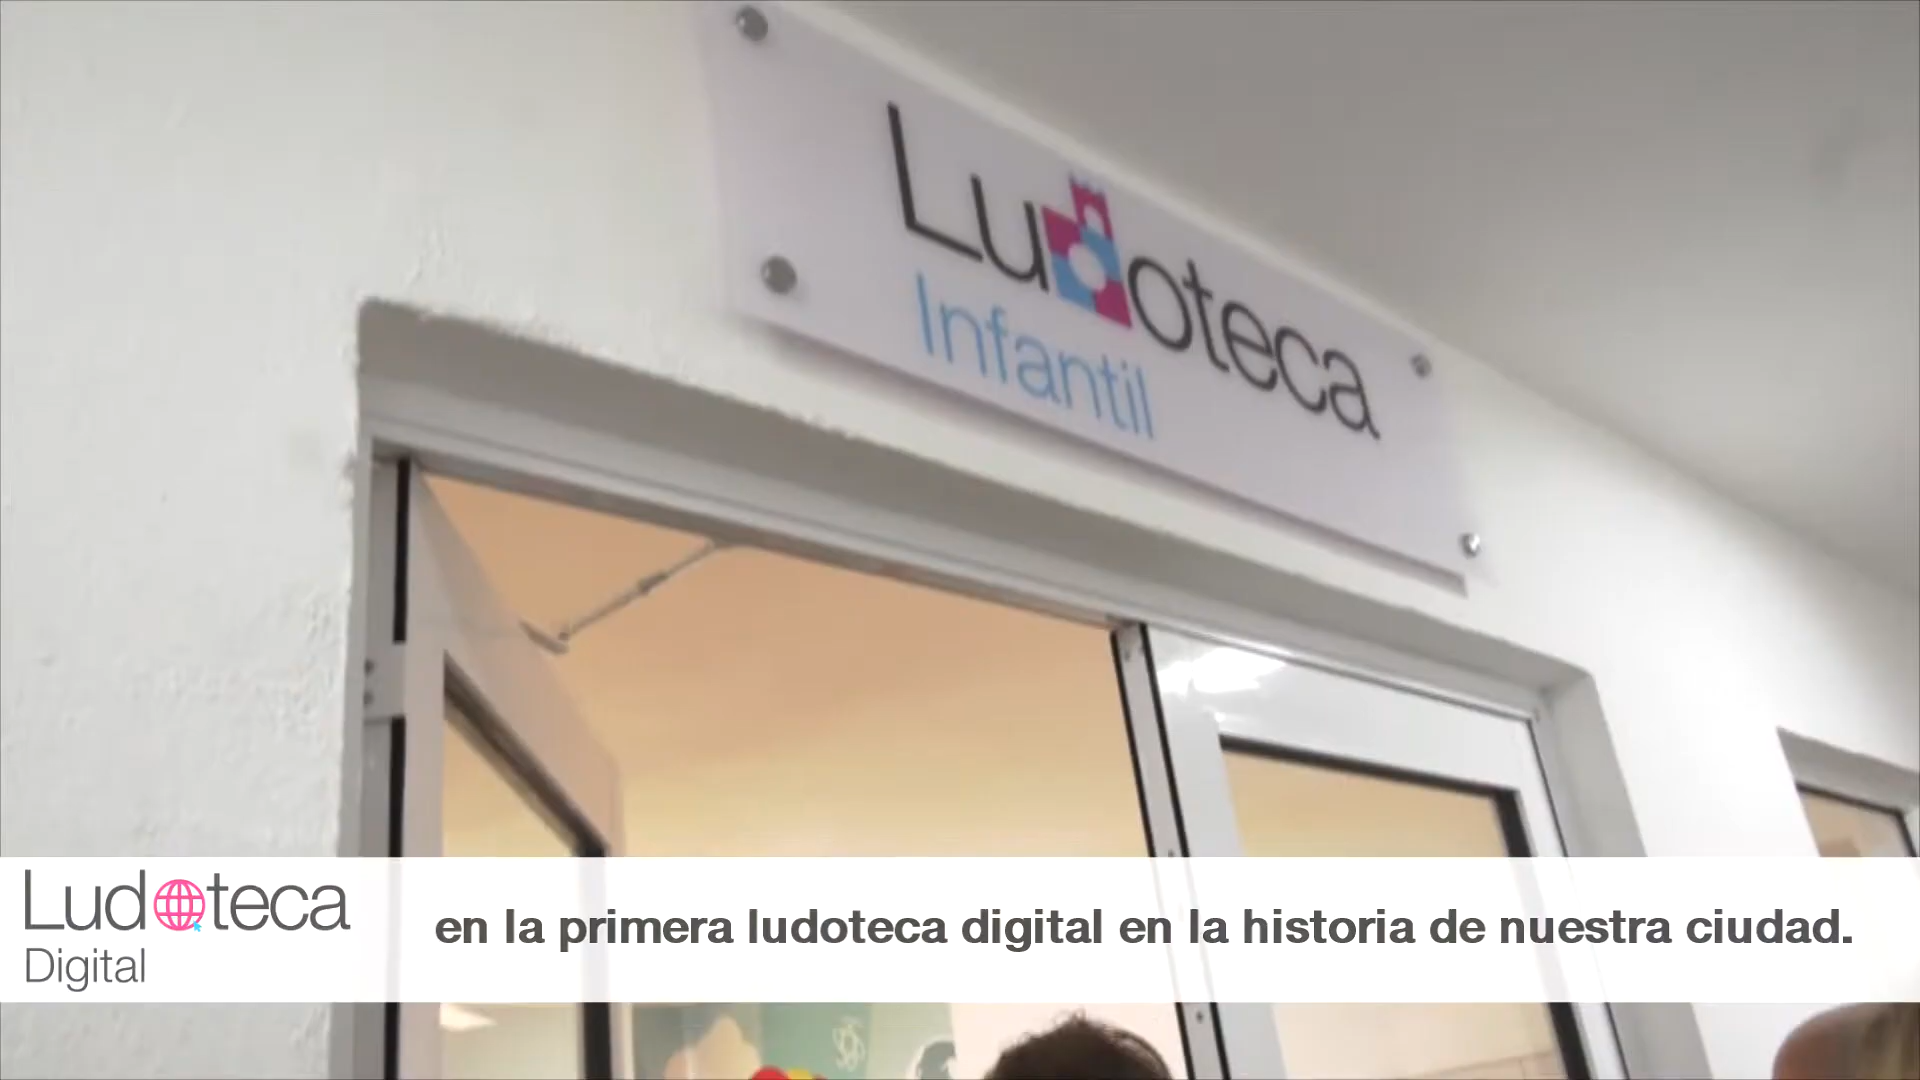 Ludoteca
Infantil
Ludoteca
Digital
en la primera ludoteca digital en la historia de nuestra ciudad.